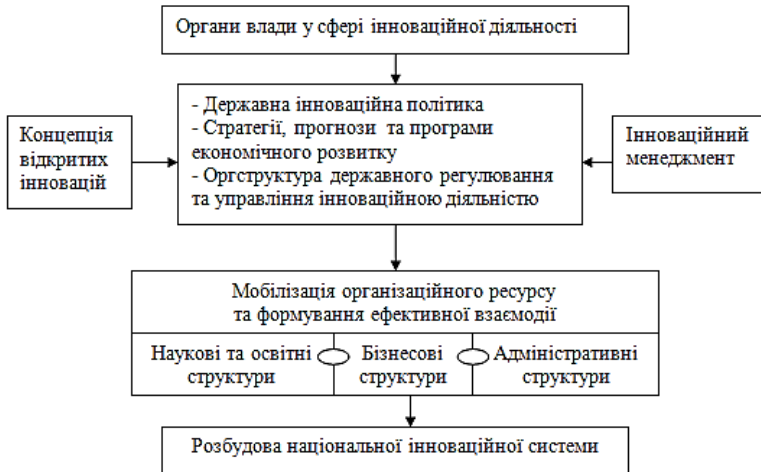 Органи влади у сфері інноваційної діяльності
- Державна інноваційна політика
- Стратегії, прогнози та програми
економічного розвитку
- Оргструктура державного регулювання
та управління інноваційною діяльністю
Концепція
відкритих
інновацій
Інноваційний
менеджмент
Мобілізація організаційного ресурсу
та формування ефективної взаємодії
Наукові та освітні
структури
Бізнесові
структури
Адміністративні
структури
Розбудова національної інноваційної системи